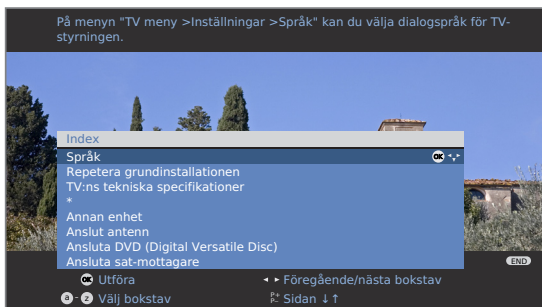 På menyn "TV meny >Inställningar >Språk" kan du välja dialogspråk för TV-
styrningen.
Index
Språk OK
Repetera grundinstallationen
TV:ns tekniska specifikationer
*
Annan enhet
Anslut antenn
Ansluta DVD (Digital Versatile Disc)
Ansluta sat-mottagare
END
OK Utföra Föregående/nästa bokstav
a - z Välj bokstav P+ P- Sidan ↓↑